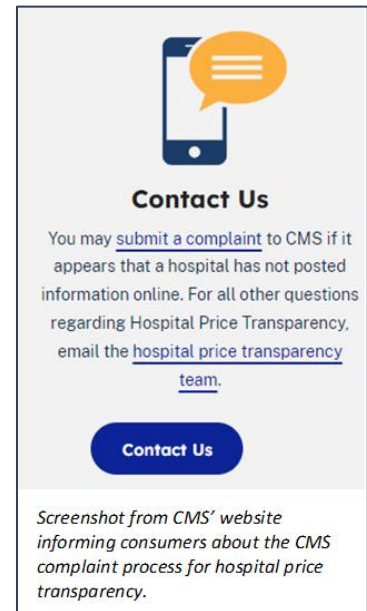 Contact Us
You may submit a complaint to CMS if it
appears that a hospital has not posted
information online. For all other questions
regarding Hospital Price Transparency,
email the hospital price transparency
team.
Contact Us
Screenshot from CMS’ website
informing consumers about the CMS
complaint process for hospital price
transparency.